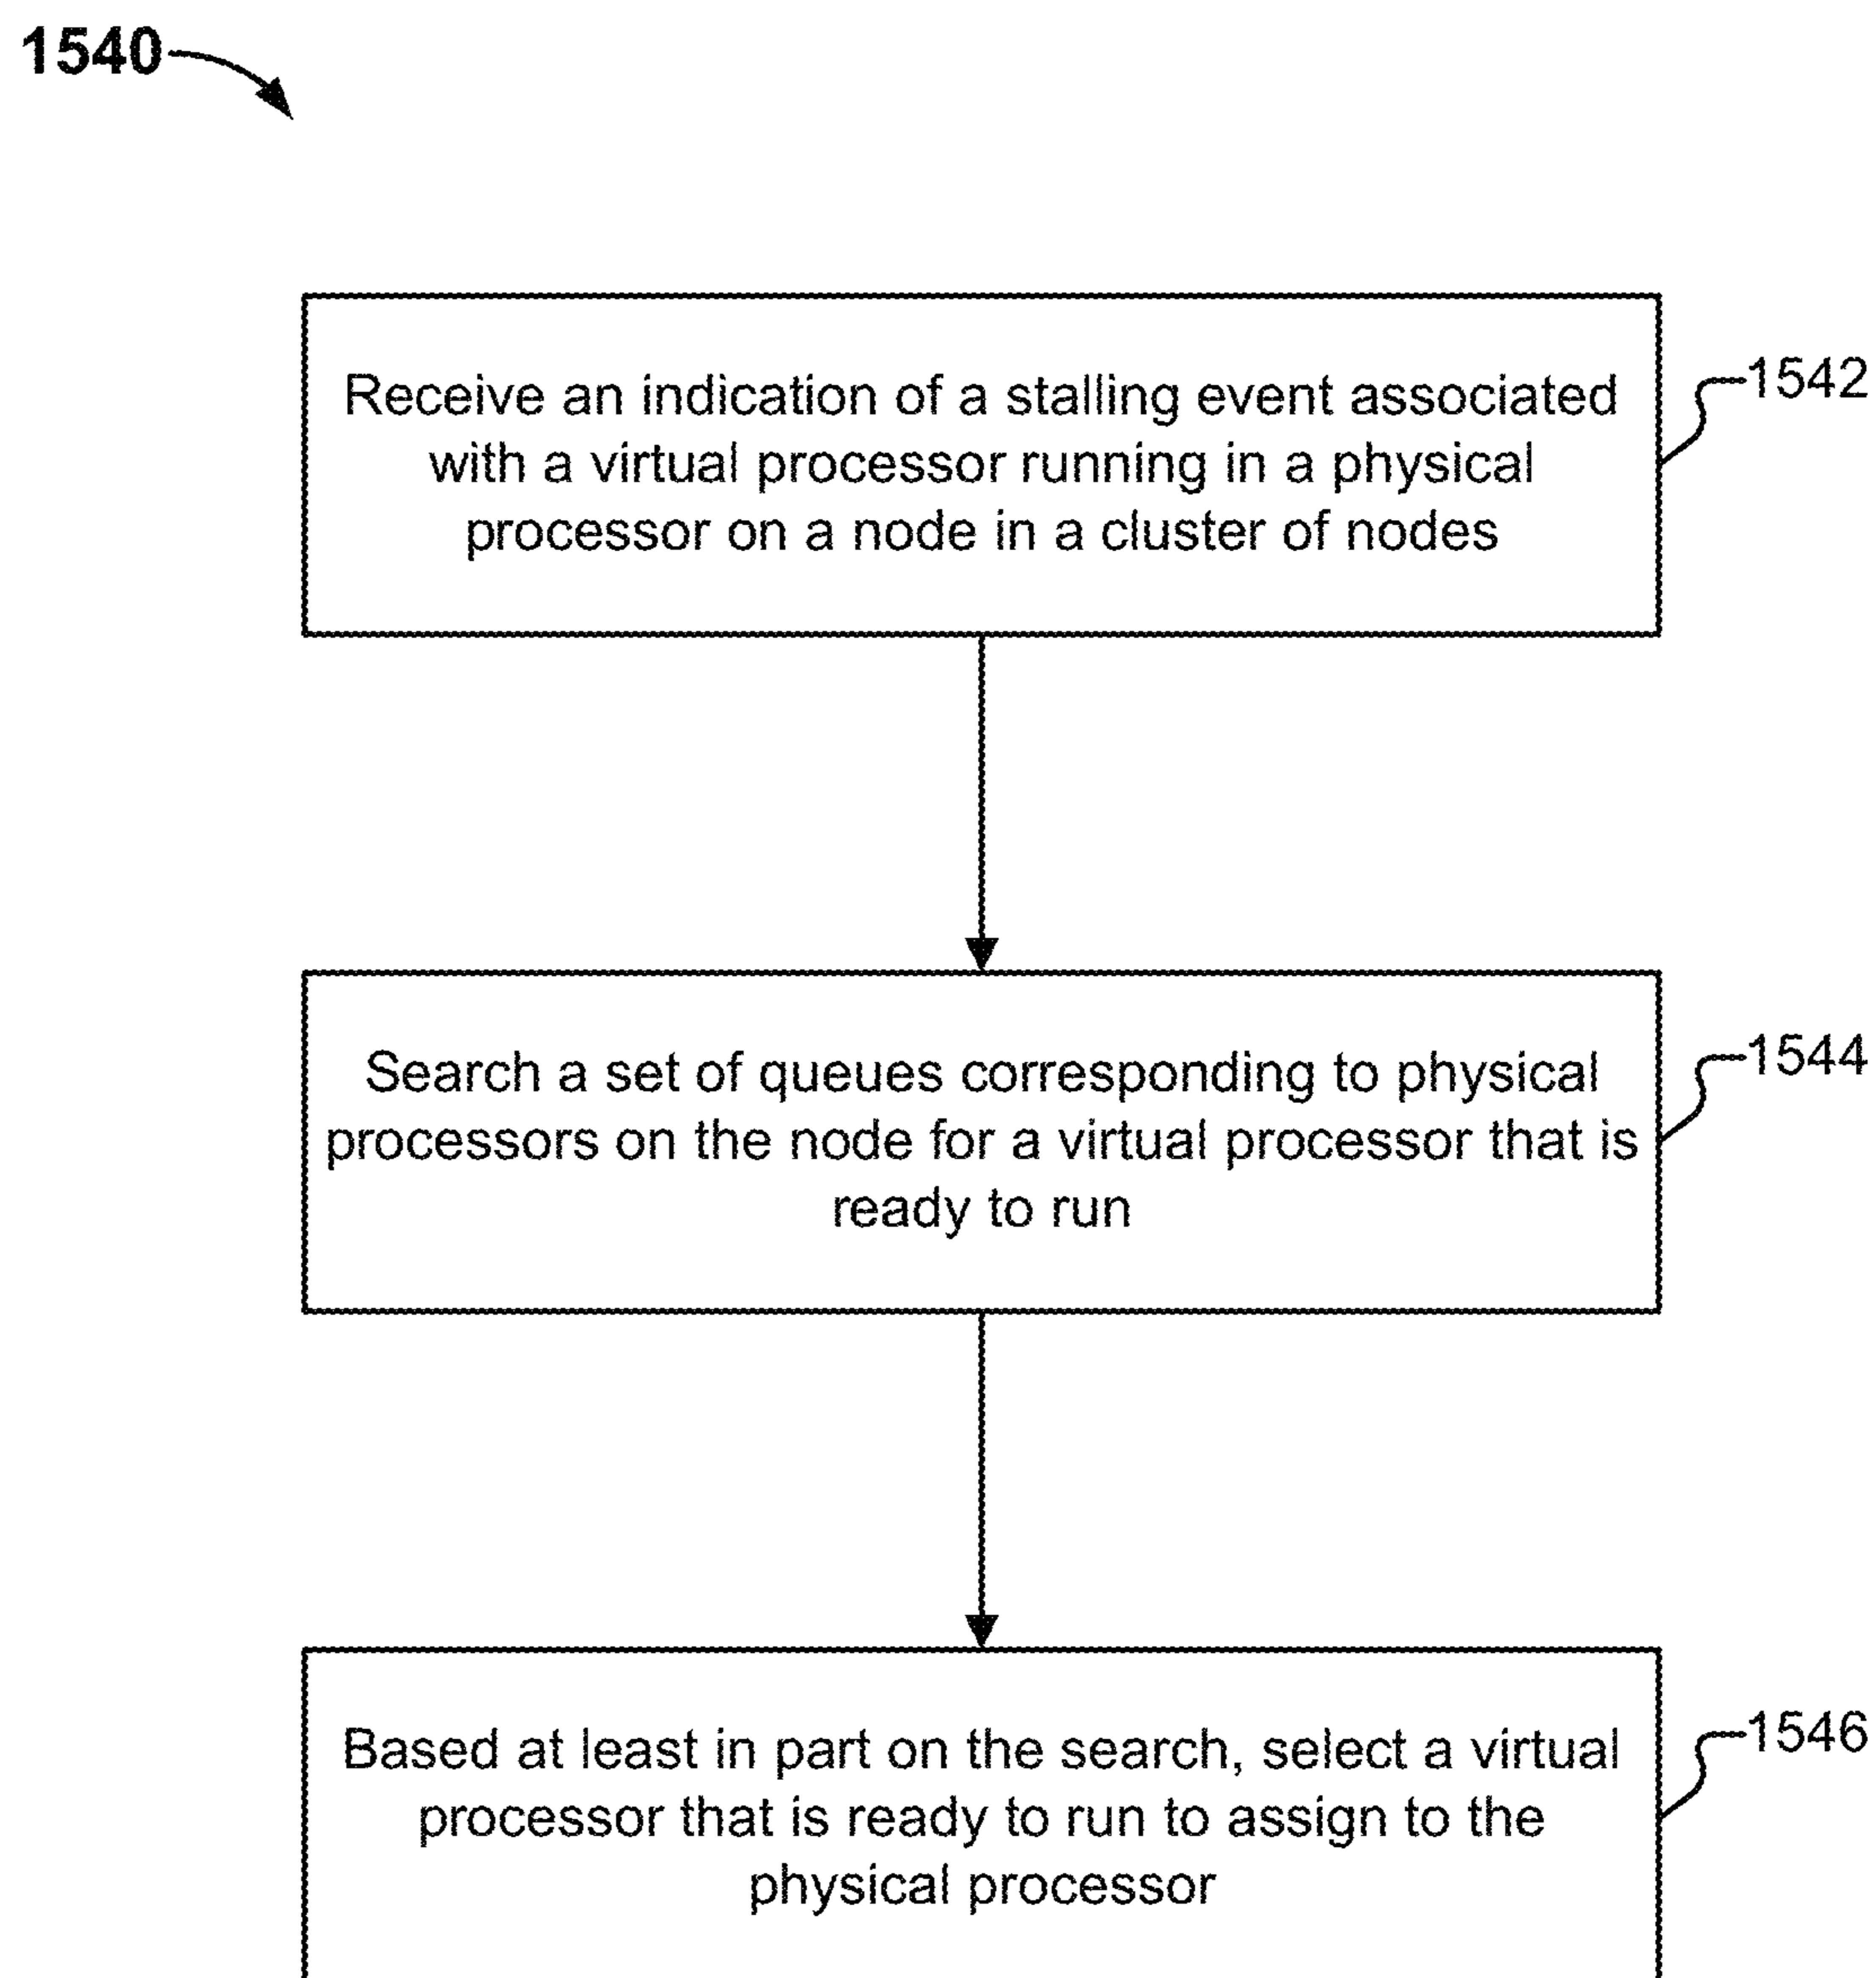 1540
Receive an indication of a stalling event associated
with a virtual processor running in a physical
processor on a node in a cluster of nodes
1542
Search a set of queues corresponding to physical
processors on the node for a virtual processor that is
ready to run
1544
Based at least in part on the search, select a virtual
processor that is ready to run to assign to the
physical processor
1546